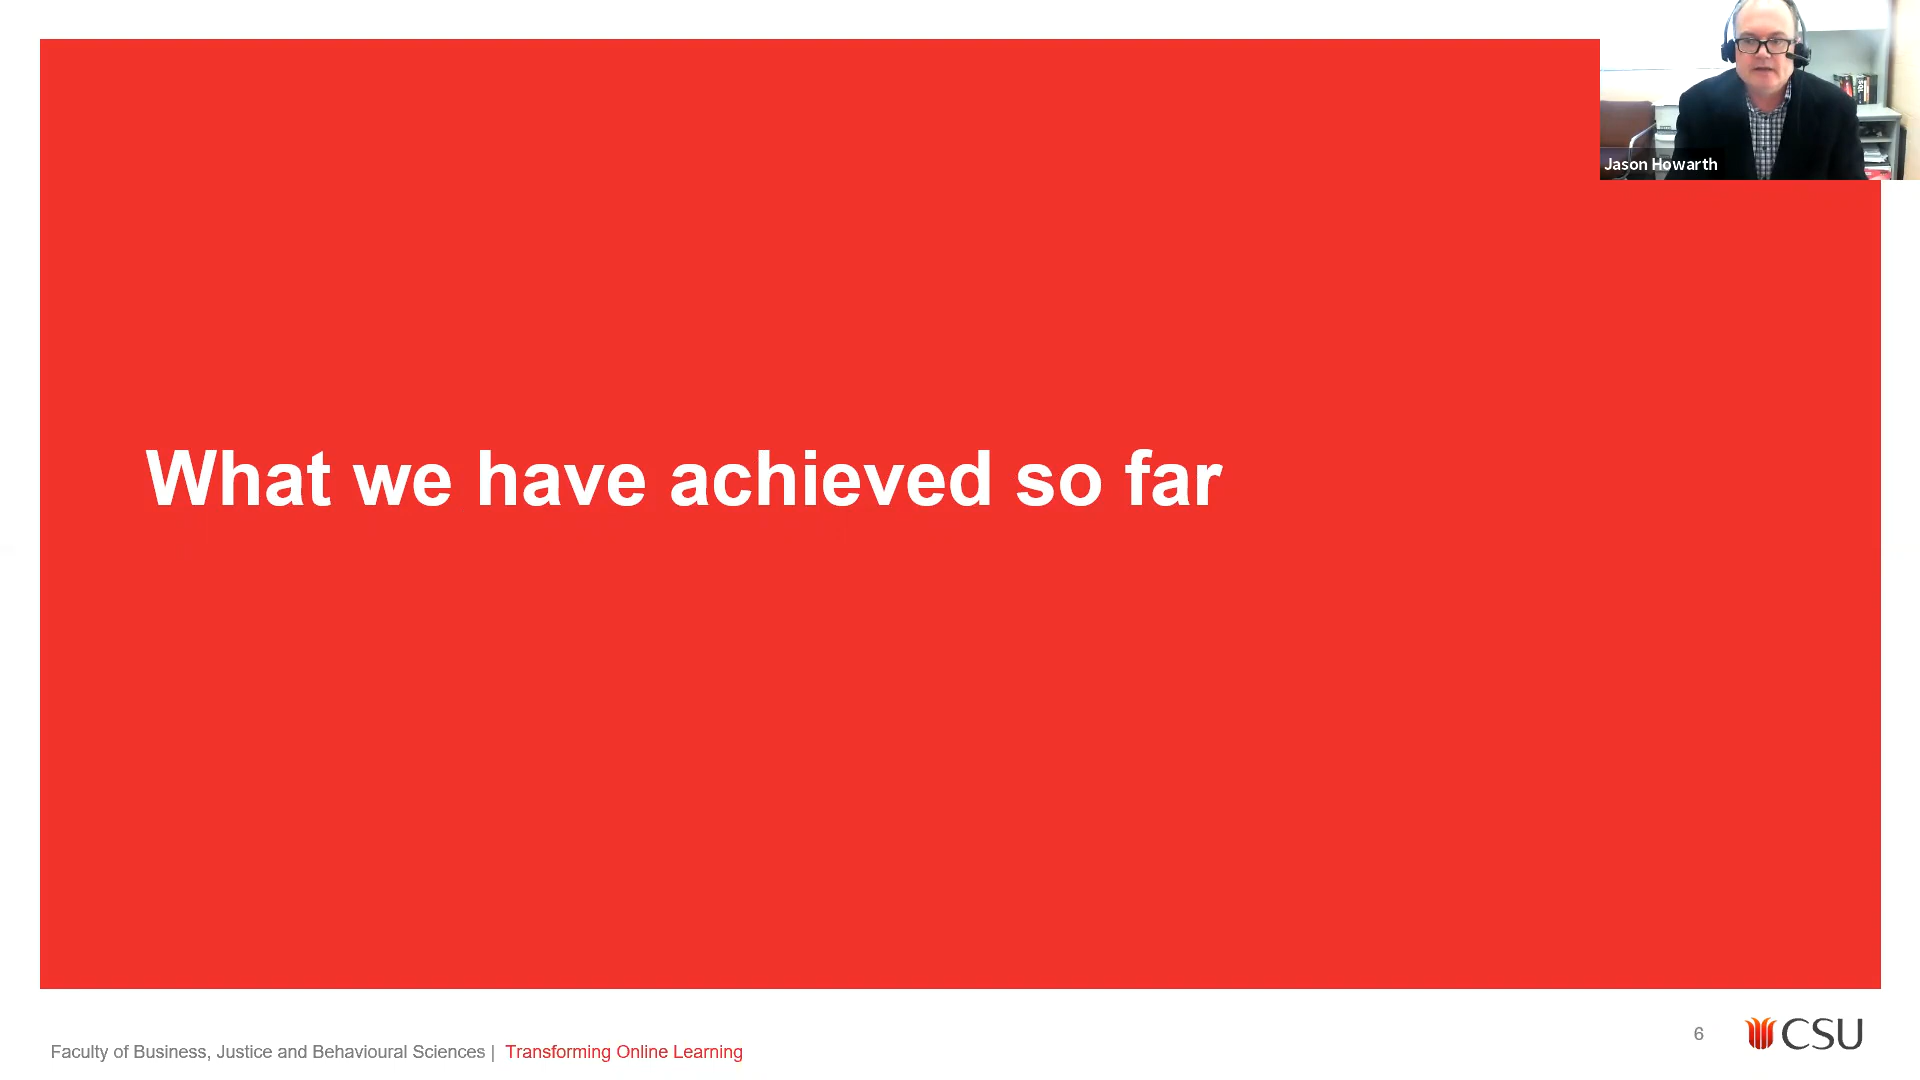 Jason Howarth
What we have achieved so far
Faculty of Business, Justice and Behavioural Sciences | Transforming Online Learning
6
CSU